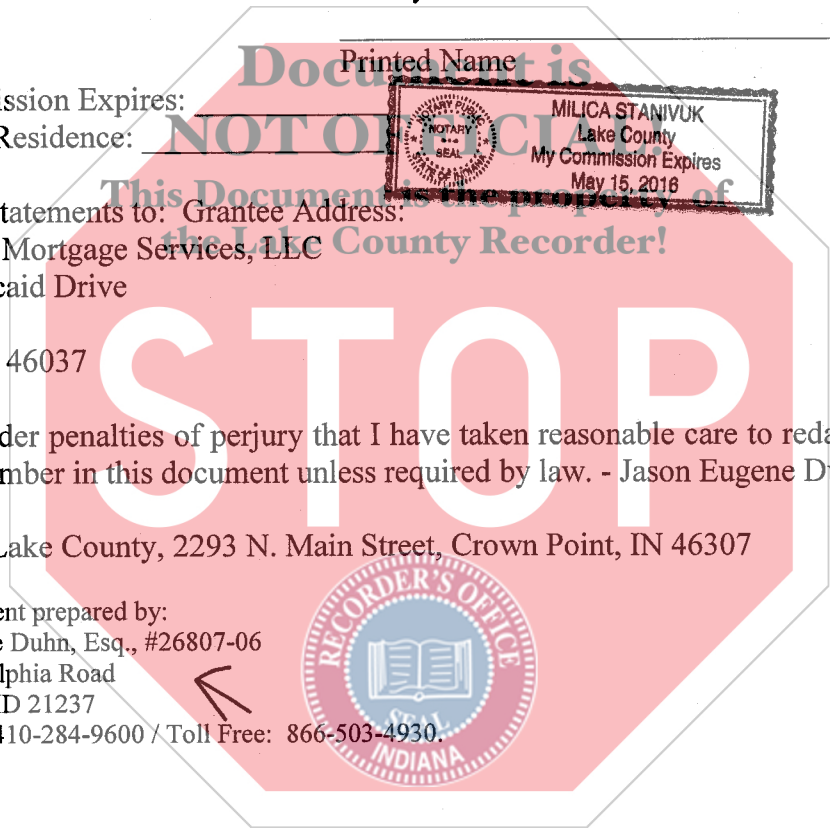 Printed Name
Document is
ission Expires:
NOT OFFICIAL!
Residence:
NOTARY PUBLIC
NOTARY
SEAL
STATE OF INDIANA
MILICA STANIVUK
Lake County
My Commission Expires
May 15, 2016
This Document is the property of
tatements to: Grantee Address:
the Lake County Recorder!
Mortgage Services, LLC
caid Drive
46037
STOP
der penalties of perjury that I have taken reasonable care to reda
mber in this document unless required by law. - Jason Eugene Du
Lake County, 2293 N. Main Street, Crown Point, IN 46307
RECORDER'S OFFICE
SEAL
INDIANA
ent prepared by:
e Duhn, Esq., #26807-06
lphia Road
ID 21237
410-284-9600 / Toll Free: 866-503-4930.